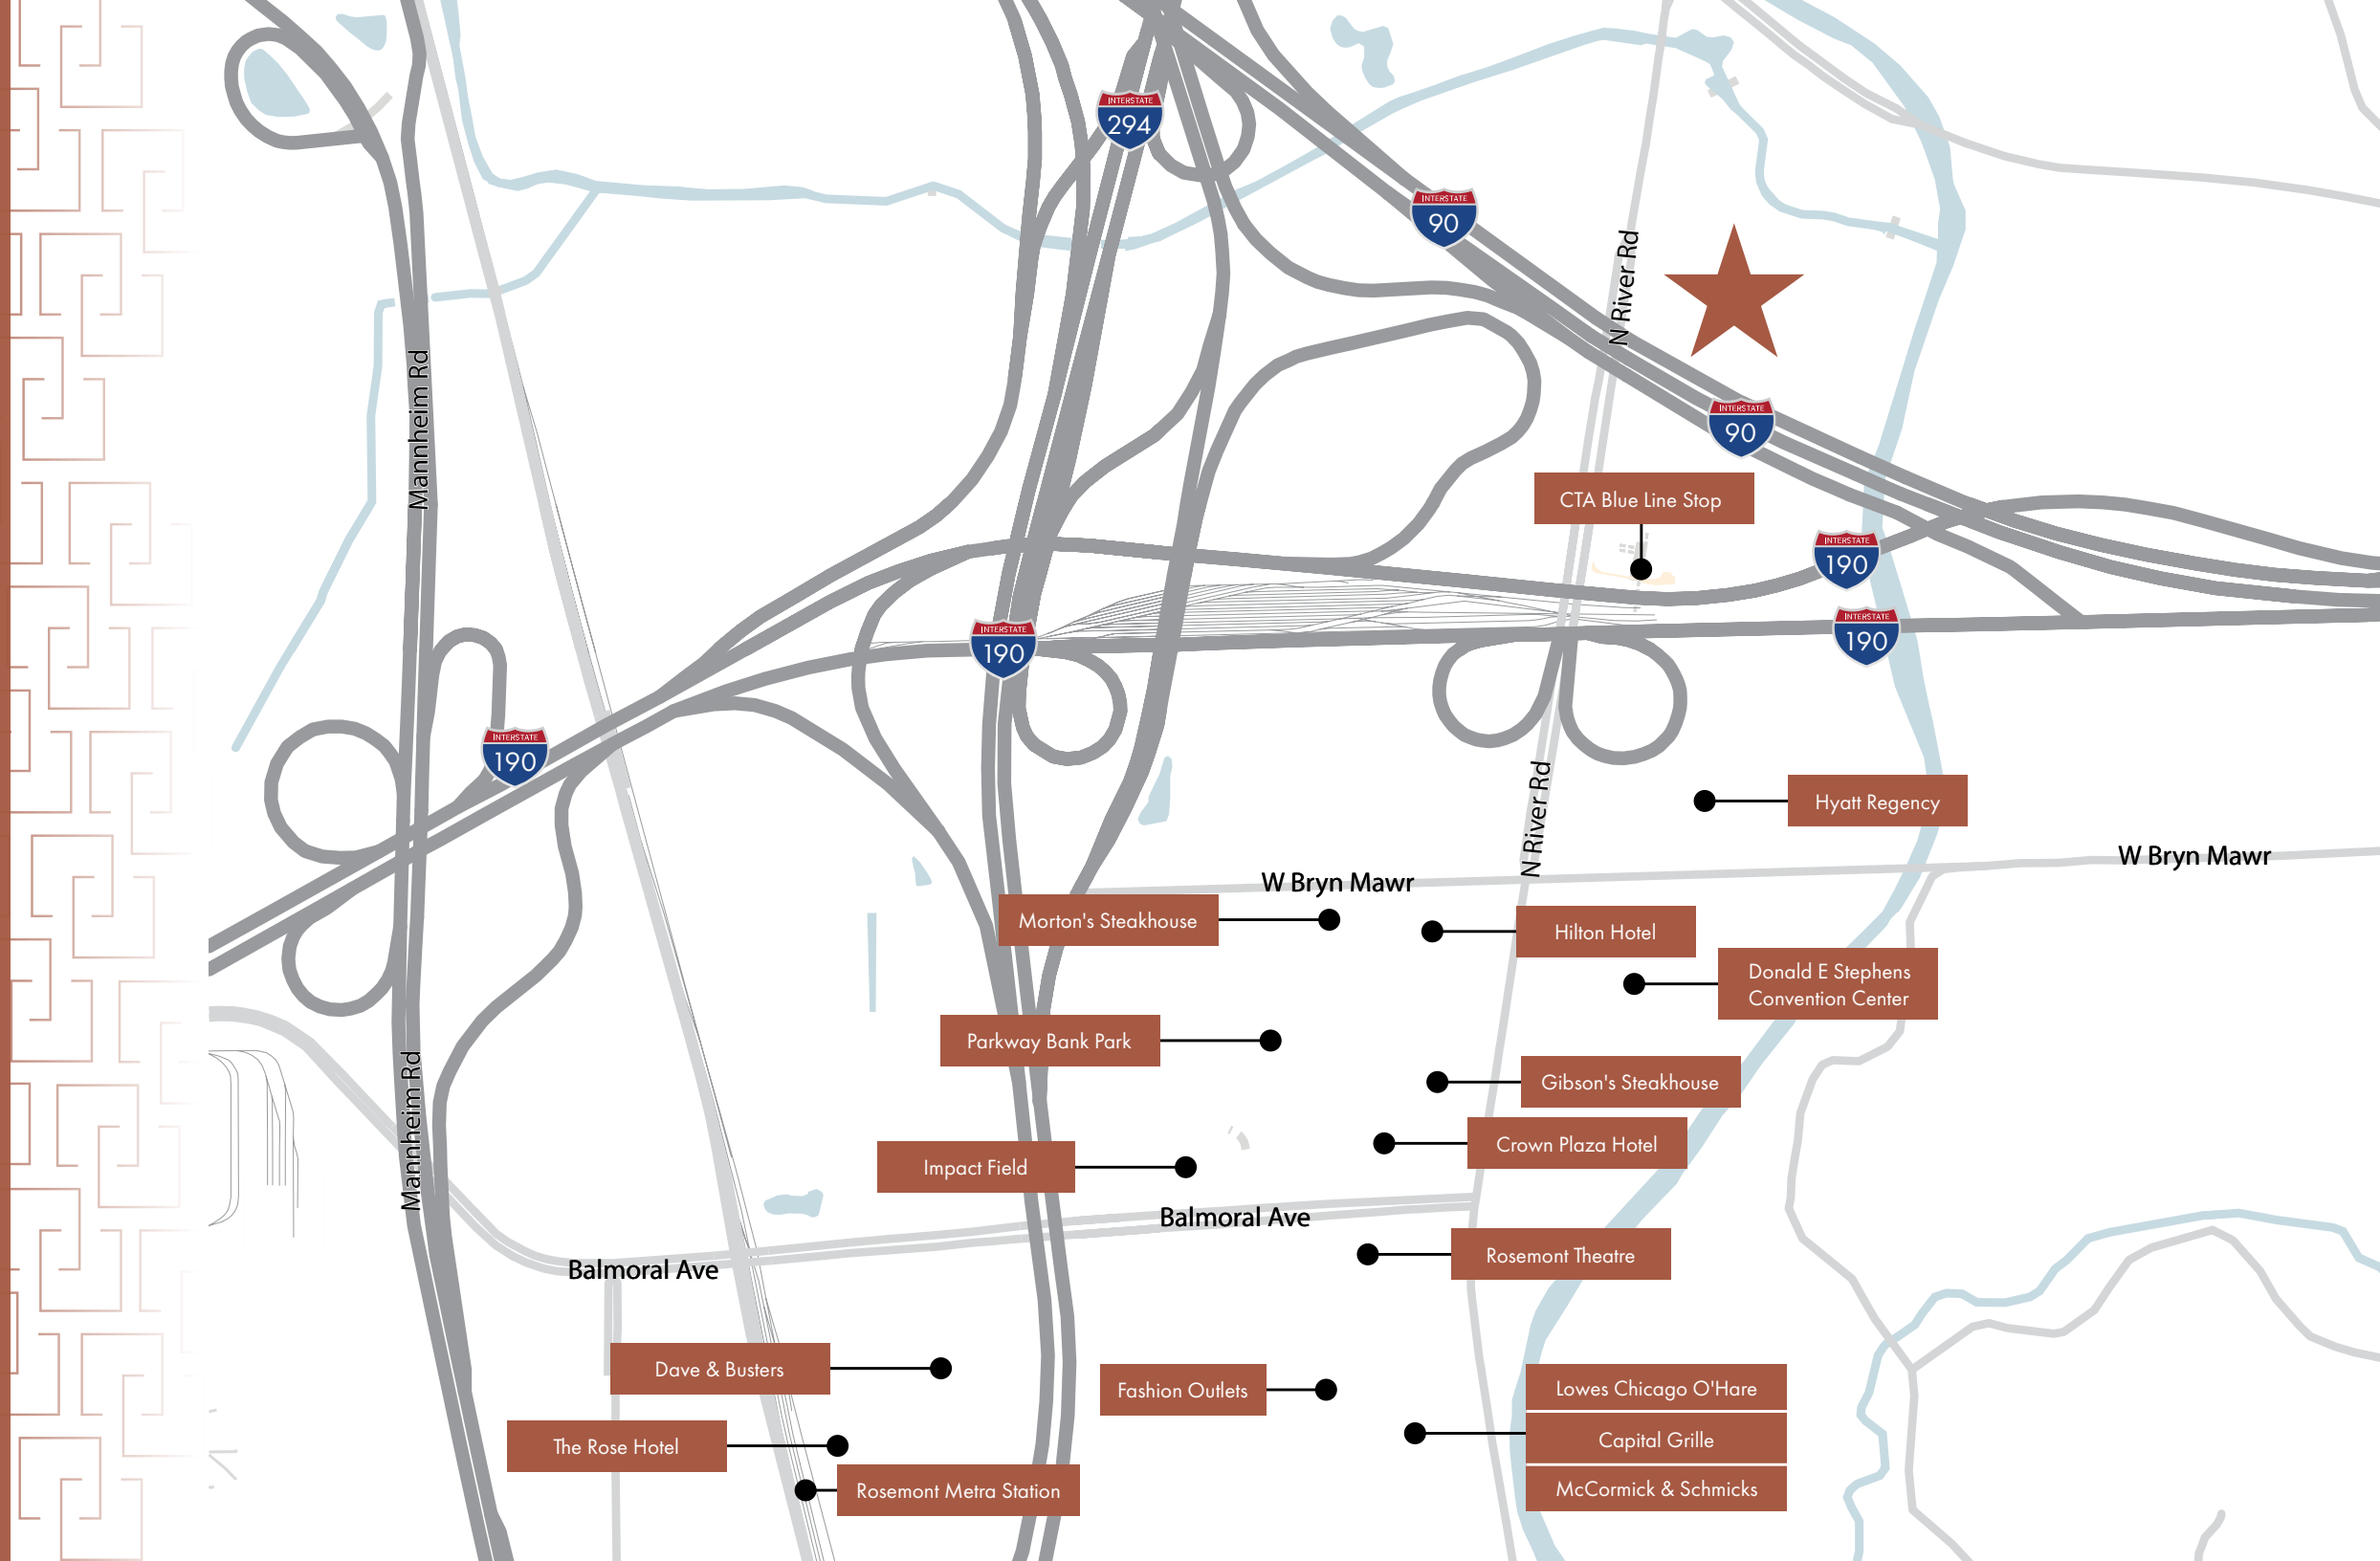 INTERSTATE
294
INTERSTATE
90
N River Rd
Mannheim Rd
INTERSTATE
90
CTA Blue Line Stop
INTERSTATE
190
INTERSTATE
190
INTERSTATE
190
INTERSTATE
190
N River Rd
Hyatt Regency
W Bryn Mawr
W Bryn Mawr
Morton's Steakhouse
Hilton Hotel
Donald E Stephens
Convention Center
Parkway Bank Park
Gibson's Steakhouse
Mannheim Rd
Crown Plaza Hotel
Impact Field
Balmoral Ave
Rosemont Theatre
Balmoral Ave
Dave & Busters
Fashion Outlets
Lowes Chicago O'Hare
Capital Grille
McCormick & Schmicks
The Rose Hotel
Rosemont Metra Station